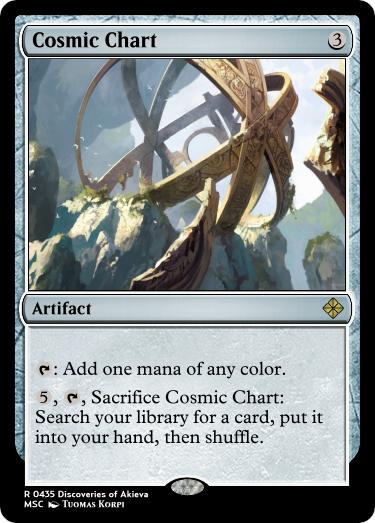 Cosmic Chart 3
Artifact
: Add one mana of any color.
5, , Sacrifice Cosmic Chart:
Search your library for a card, put it
into your hand, then shuffle.
R 0435 Discoveries of Akieva
MSC Tuomas Korpi